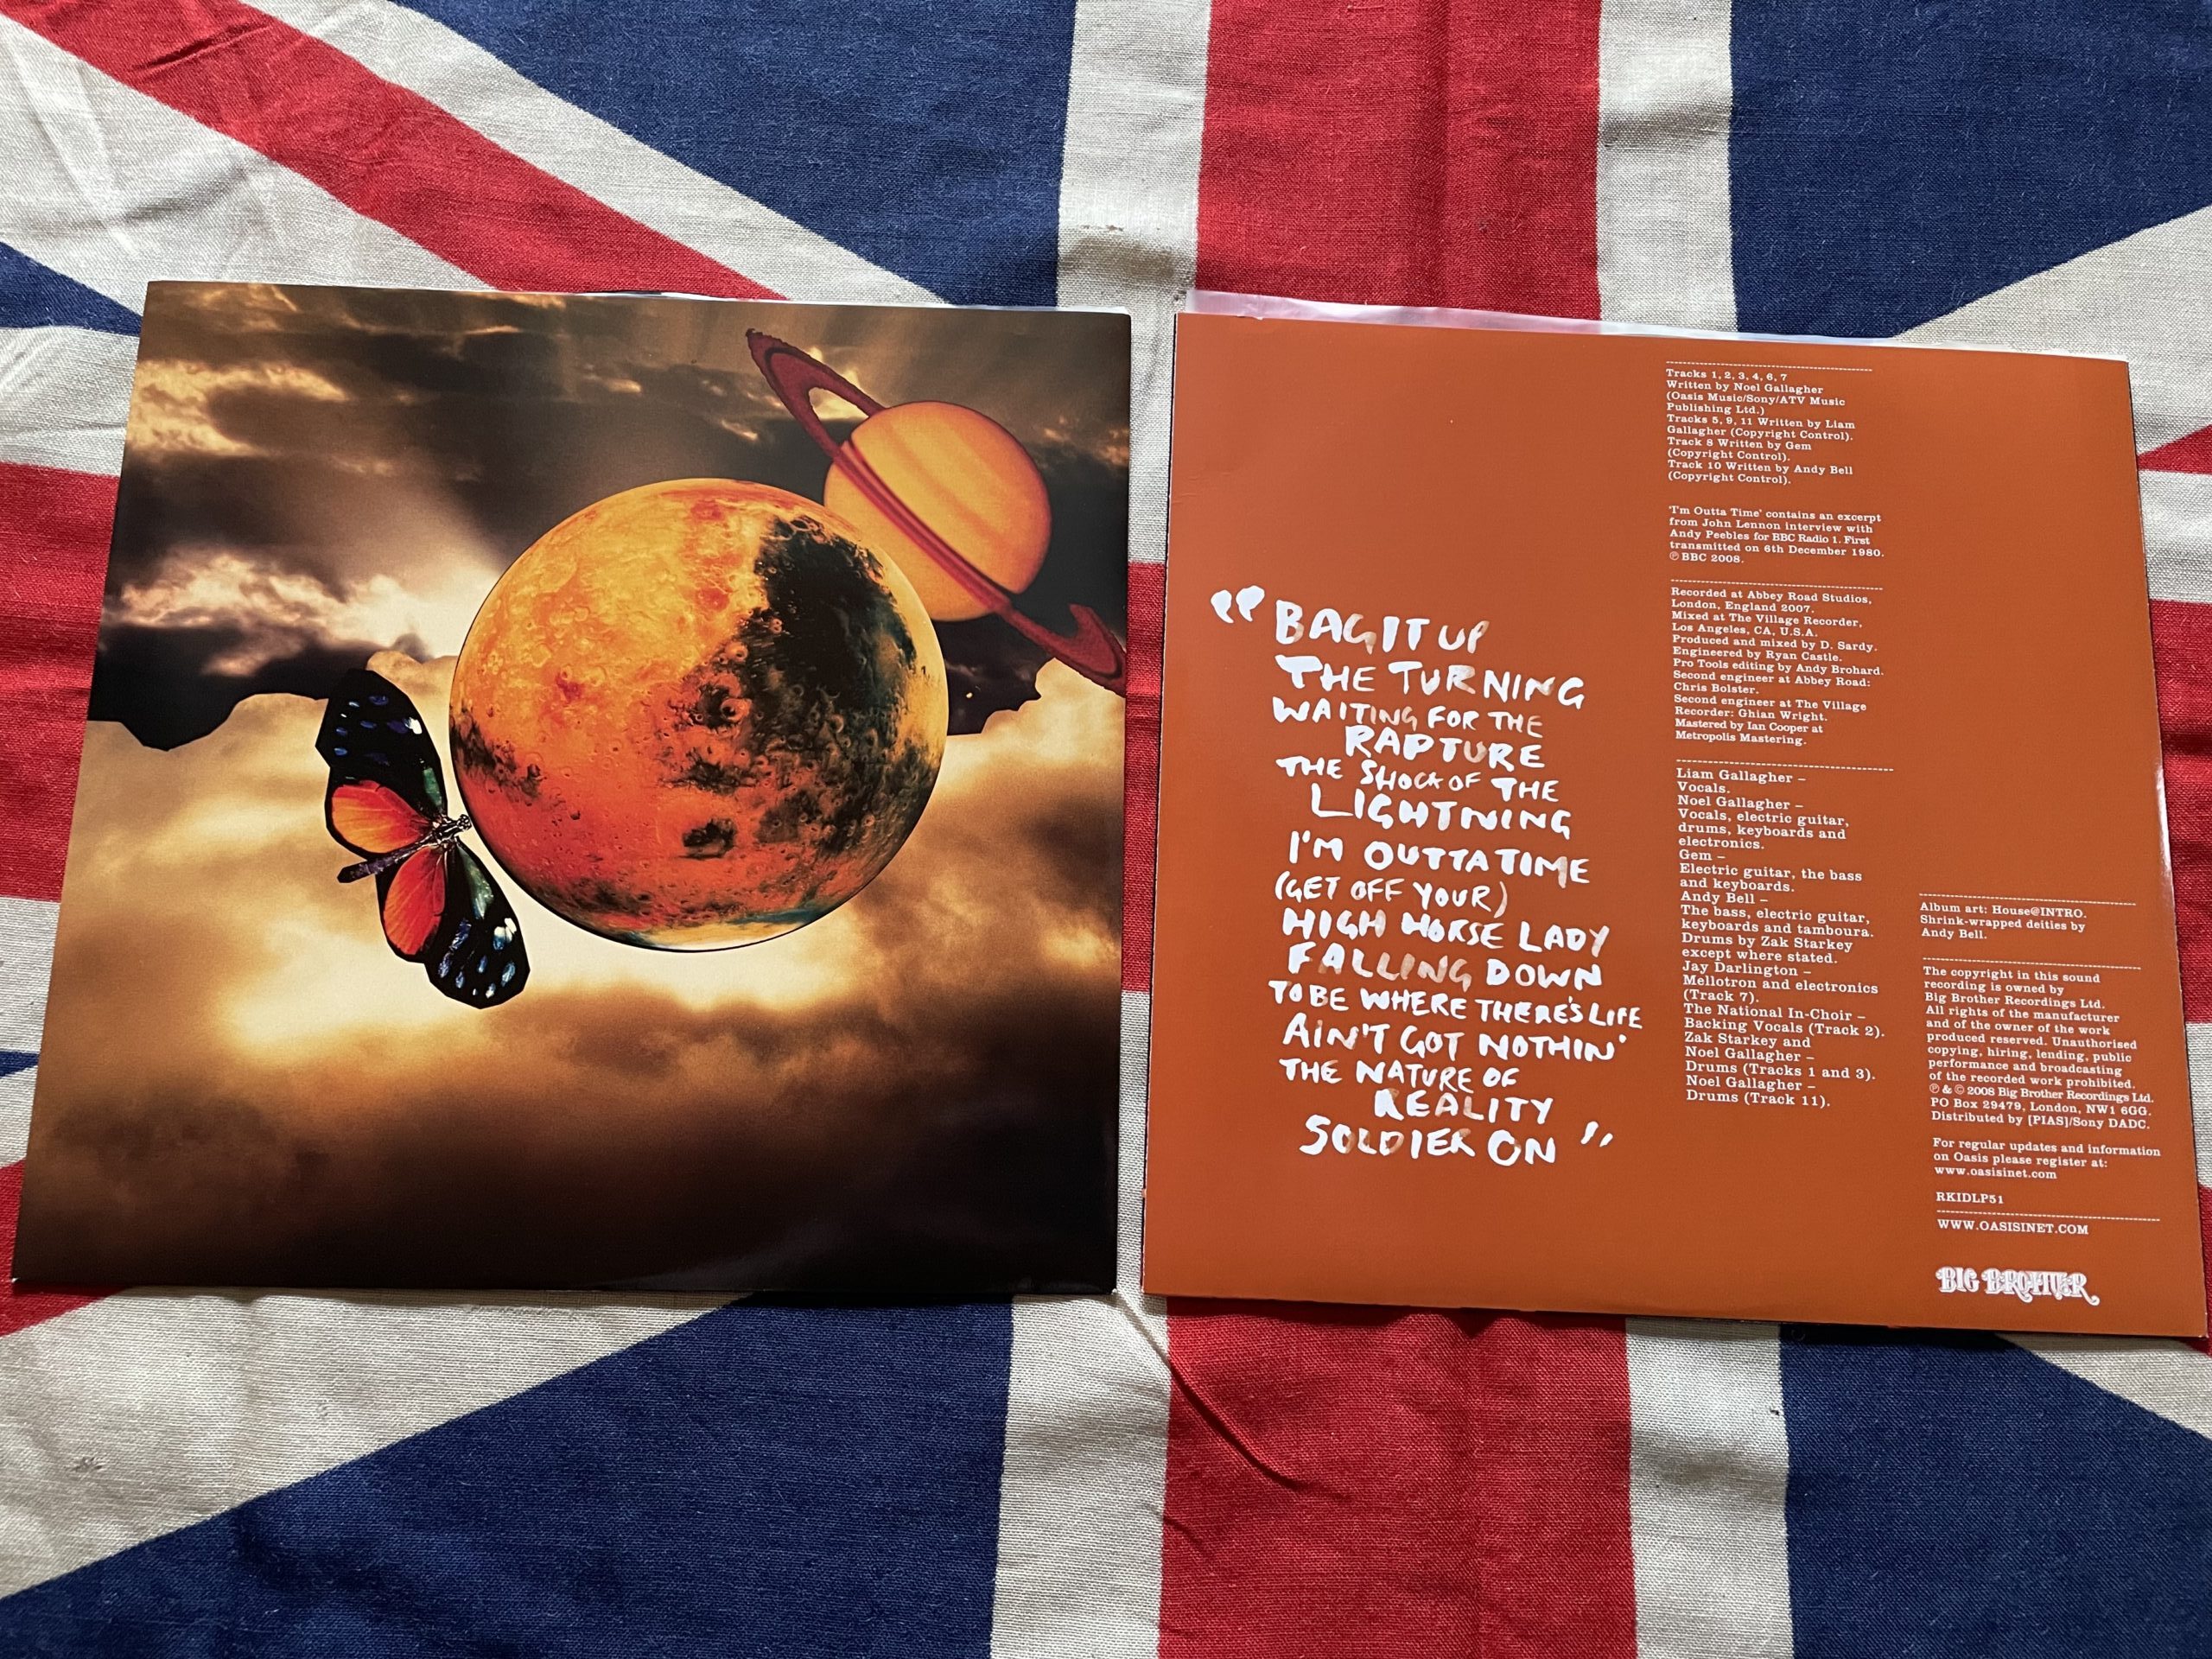 “BAG IT UP
THE TURNING
WAITING FOR THE
RAPTURE
THE SHOCK OF THE
LIGHTNING
I'M OUTTA TIME
(GET OFF YOUR)
HIGH HORSE LADY
FALLING DOWN
TO BE WHERE THERE'S LIFE
AIN'T GOT NOTHIN'
THE NATURE OF
REALITY
SOLDIER ON”
Tracks 1, 2, 3, 4, 6, 7
Written by Noel Gallagher
(Oasis Music/Sony/ATV Music
Publishing Ltd.)
Tracks 5, 9, 11 Written by Liam
Gallagher (Copyright Control).
Track 8 Written by Gem
(Copyright Control).
Track 10 Written by Andy Bell
(Copyright Control).
'I'm Outta Time' contains an excerpt
from John Lennon interview with
Andy Peebles for BBC Radio 1. First
transmitted on 6th December 1980.
℗ BBC 2008.
Recorded at Abbey Road Studios,
London, England 2007.
Mixed at The Village Recorder,
Los Angeles, CA, U.S.A.
Produced and mixed by D. Sardy.
Engineered by Ryan Castle.
Pro Tools editing by Andy Brohard.
Second engineer at Abbey Road:
Chris Bolster.
Second engineer at The Village
Recorder: Ghian Wright.
Mastered by Ian Cooper at
Metropolis Mastering.
Liam Gallagher –
Vocals.
Noel Gallagher –
Vocals, electric guitar,
drums, keyboards and
electronics.
Gem –
Electric guitar, the bass
and keyboards.
Andy Bell –
The bass, electric guitar,
keyboards and tamboura.
Drums by Zak Starkey
except where stated.
Jay Darlington –
Mellotron and electronics
(Track 7).
The National In-Choir –
Backing Vocals (Track 2).
Zak Starkey and
Noel Gallagher –
Drums (Tracks 1 and 3).
Noel Gallagher –
Drums (Track 11).
Album art: House@INTRO.
Shrink-wrapped deities by
Andy Bell.
The copyright in this sound
recording is owned by
Big Brother Recordings Ltd.
All rights of the manufacturer
and of the owner of the work
produced reserved. Unauthorised
copying, hiring, lending, public
performance and broadcasting
of the recorded work prohibited.
℗ & © 2008 Big Brother Recordings Ltd.
PO Box 29479, London, NW1 6GG.
Distributed by [PIAS]/Sony DADC.
For regular updates and information
on Oasis please register at:
www.oasisinet.com
RKIDLP51
WWW.OASISINET.COM
BIG BROTHER